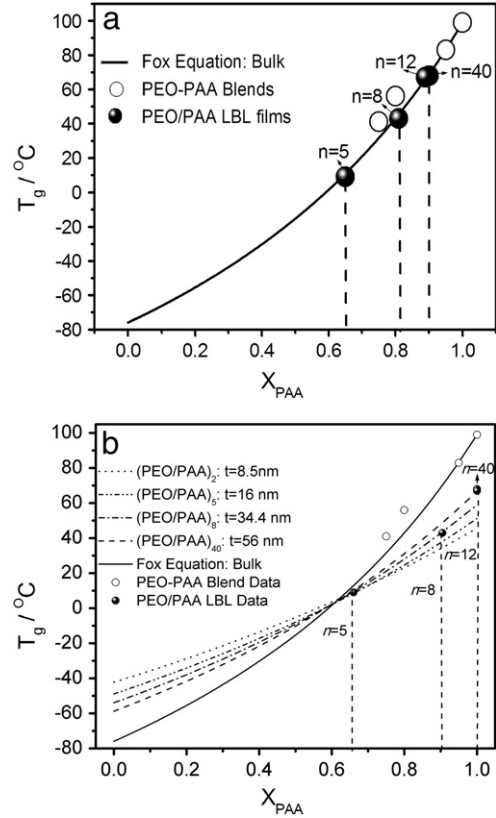 a
Fox Equation: Bulk
PEO-PAA Blends
PEO/PAA LBL films
n=12
n=40
n=8
n=5
100
80
60
40
20
0
-20
-40
-60
-80
T_g / °C
0.0 0.2 0.4 0.6 0.8 1.0
X_PAA
b
(PEO/PAA)₂: t=8.5nm
(PEO/PAA)₅: t=16 nm
(PEO/PAA)₈: t=34.4 nm
(PEO/PAA)₄₀: t=56 nm
Fox Equation: Bulk
PEO-PAA Blend Data
PEO/PAA LBL Data
n=40
n=12
n=8
n=5
100
80
60
40
20
0
-20
-40
-60
-80
T_g / °C
0.0 0.2 0.4 0.6 0.8 1.0
X_PAA